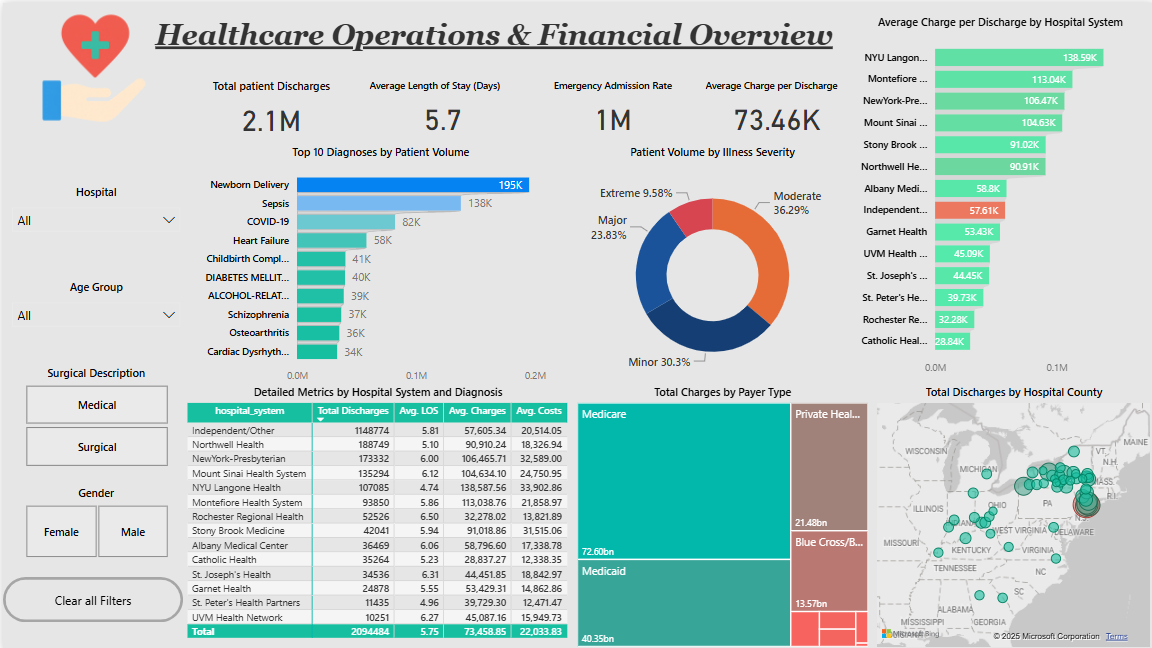 Healthcare Operations & Financial Overview
Total patient Discharges
2.1M
Average Length of Stay (Days)
5.7
Emergency Admission Rate
1M
Average Charge per Discharge
73.46K
Hospital
All
Age Group
All
Surgical Description
Medical
Surgical
Gender
Female
Male
Clear all Filters
Top 10 Diagnoses by Patient Volume
Newborn Delivery 195K
Sepsis 138K
COVID-19 82K
Heart Failure 58K
Childbirth Compl... 41K
DIABETES MELLIT... 40K
ALCOHOL-RELAT... 39K
Schizophrenia 37K
Osteoarthritis 36K
Cardiac Dysrhyth... 34K
0.0M 0.1M 0.2M
Patient Volume by Illness Severity
Extreme 9.58%
Moderate
36.29%
Major
23.83%
Minor 30.3%
Average Charge per Discharge by Hospital System
NYU Langon... 138.59K
Montefiore ... 113.04K
NewYork-Pre... 106.47K
Mount Sinai ... 104.63K
Stony Brook ... 91.02K
Northwell He... 90.91K
Albany Medi... 58.8K
Independent... 57.61K
Garnet Health 53.43K
UVM Health ... 45.09K
St. Joseph's ... 44.45K
St. Peter's He... 39.73K
Rochester Re... 32.28K
Catholic Heal... 28.84K
0.0M 0.1M
Detailed Metrics by Hospital System and Diagnosis
hospital_system Total Discharges Avg. LOS Avg. Charges Avg. Costs
Independent/Other 1148774 5.81 57,605.34 20,514.05
Northwell Health 188749 5.10 90,910.24 18,326.94
NewYork-Presbyterian 173332 6.00 106,465.71 32,589.00
Mount Sinai Health System 135294 6.12 104,634.10 24,750.95
NYU Langone Health 107085 4.74 138,587.56 33,902.86
Montefiore Health System 93850 5.86 113,038.76 21,858.97
Rochester Regional Health 52526 6.50 32,278.02 13,821.89
Stony Brook Medicine 42041 5.94 91,018.86 31,515.06
Albany Medical Center 36469 6.06 58,796.60 17,338.78
Catholic Health 35264 5.23 28,837.27 12,338.35
St. Joseph's Health 34536 6.31 44,451.85 18,842.97
Garnet Health 24878 5.55 53,429.31 14,862.86
St. Peter's Health Partners 11435 4.96 39,729.30 12,471.47
UVM Health Network 10251 6.27 45,087.16 15,949.73
Total 2094484 5.75 73,458.85 22,033.83
Total Charges by Payer Type
Medicare
72.60bn
Medicaid
40.35bn
Private Heal...
21.48bn
Blue Cross/B...
13.57bn
Total Discharges by Hospital County
WISCONSIN
MICHIGAN
VT.
MAINE
N.H.
MASS
R.I.
ILLINOIS
OHIO
PA
WEST VIRGINIA
DELAWARE
MISSOURI
KENTUCKY
VIRGINIA
TENNESSEE
NC
SC
ALABAMA
MISSISSIPPI
GEORGIA
Microsoft Bing
© 2025 Microsoft Corporation Terms